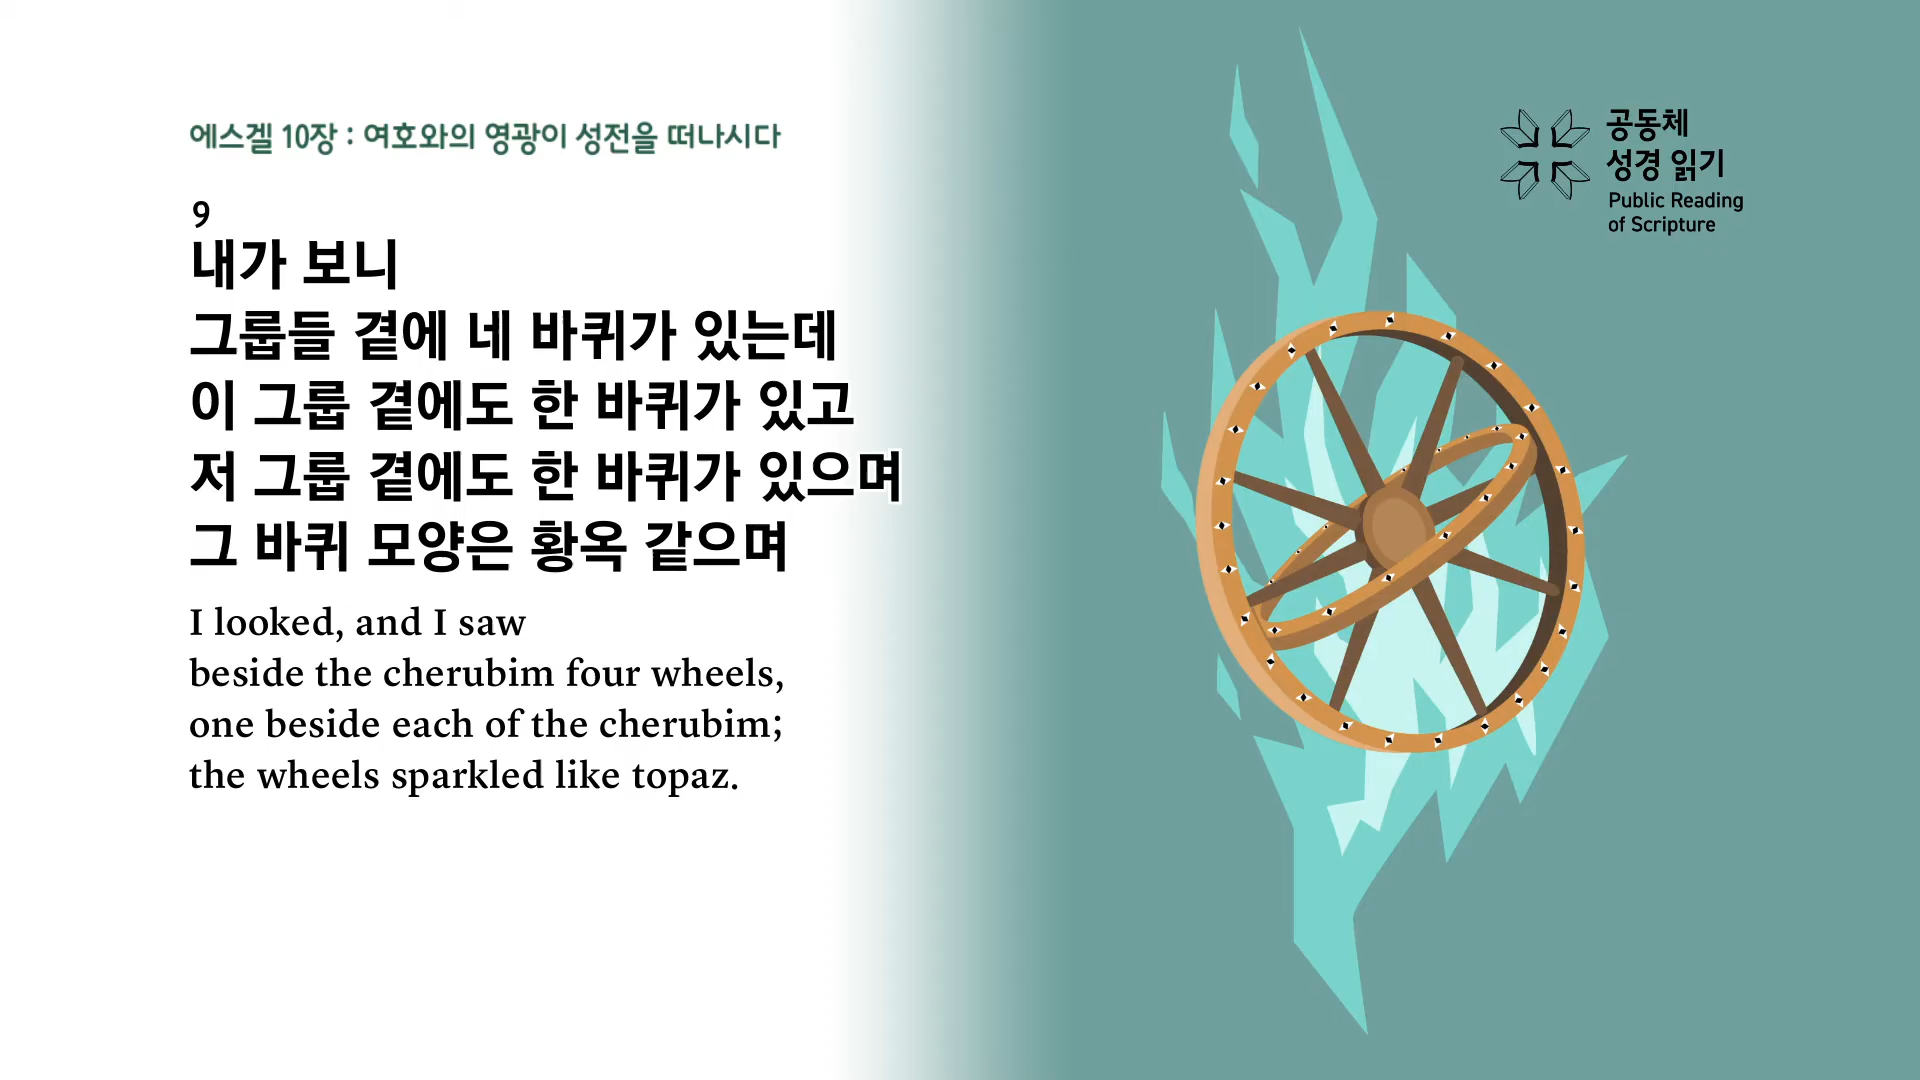 에스겔 10장 : 여호와의 영광이 성전을 떠나시다
9
내가 보니
그룹들 곁에 네 바퀴가 있는데
이 그룹 곁에도 한 바퀴가 있고
저 그룹 곁에도 한 바퀴가 있으며
그 바퀴 모양은 황옥 같으며
I looked, and I saw
beside the cherubim four wheels,
one beside each of the cherubim;
the wheels sparkled like topaz.
공동체
성경 읽기
Public Reading
of Scripture